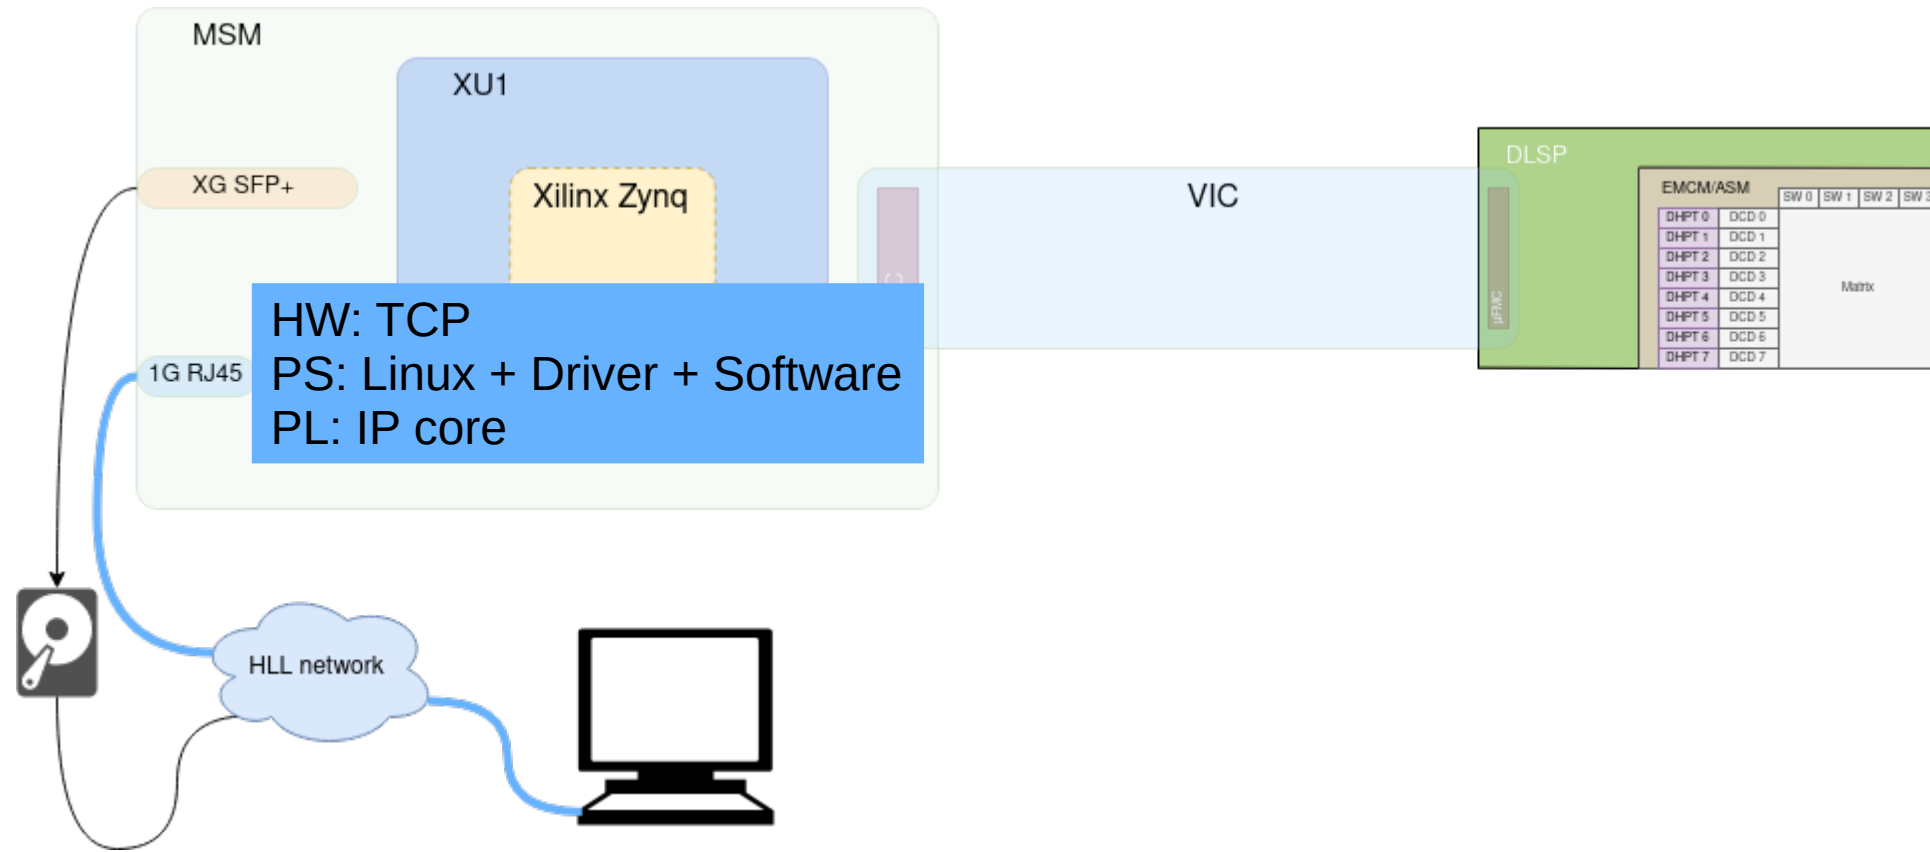 MSM
XU1
XG SFP+
Xilinx Zynq
VIC
DLSP
EMCM/ASM
SW 0 SW 1 SW 2 SW 3
DHPT 0 DCD 0
DHPT 1 DCD 1
DHPT 2 DCD 2
DHPT 3 DCD 3
DHPT 4 DCD 4
DHPT 5 DCD 5
DHPT 6 DCD 6
DHPT 7 DCD 7
Matrix
µFMC
C
1G RJ45
HW: TCP
PS: Linux + Driver + Software
PL: IP core
HLL network